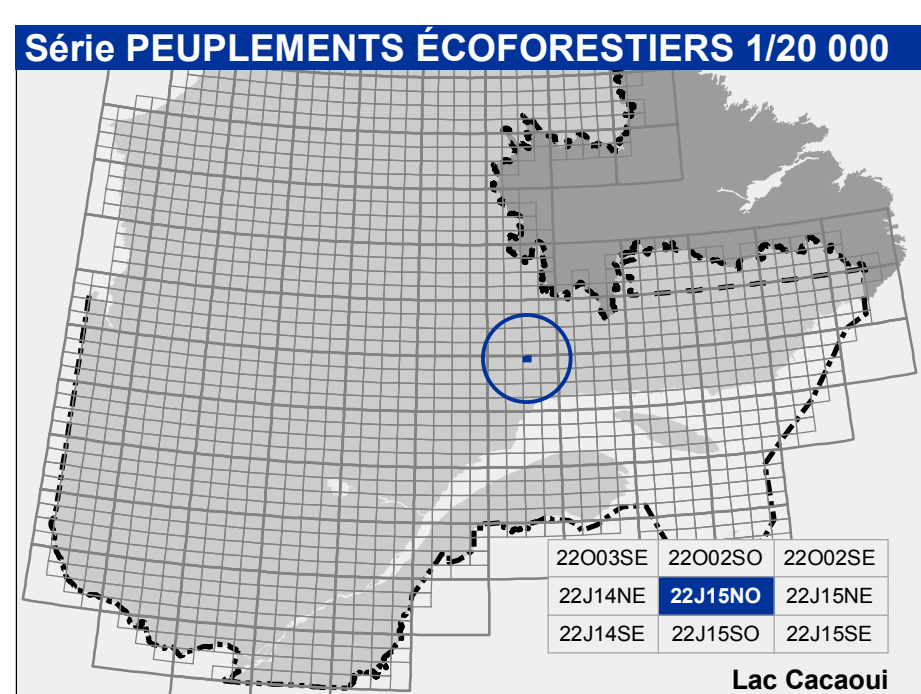 Série PEUPLEMENTS ÉCOFORESTIERS 1/20 000
22O03SE 22O02SO 22O02SE
22J14NE 22J15NO 22J15NE
22J14SE 22J15SO 22J15SE
Lac Cacaoui